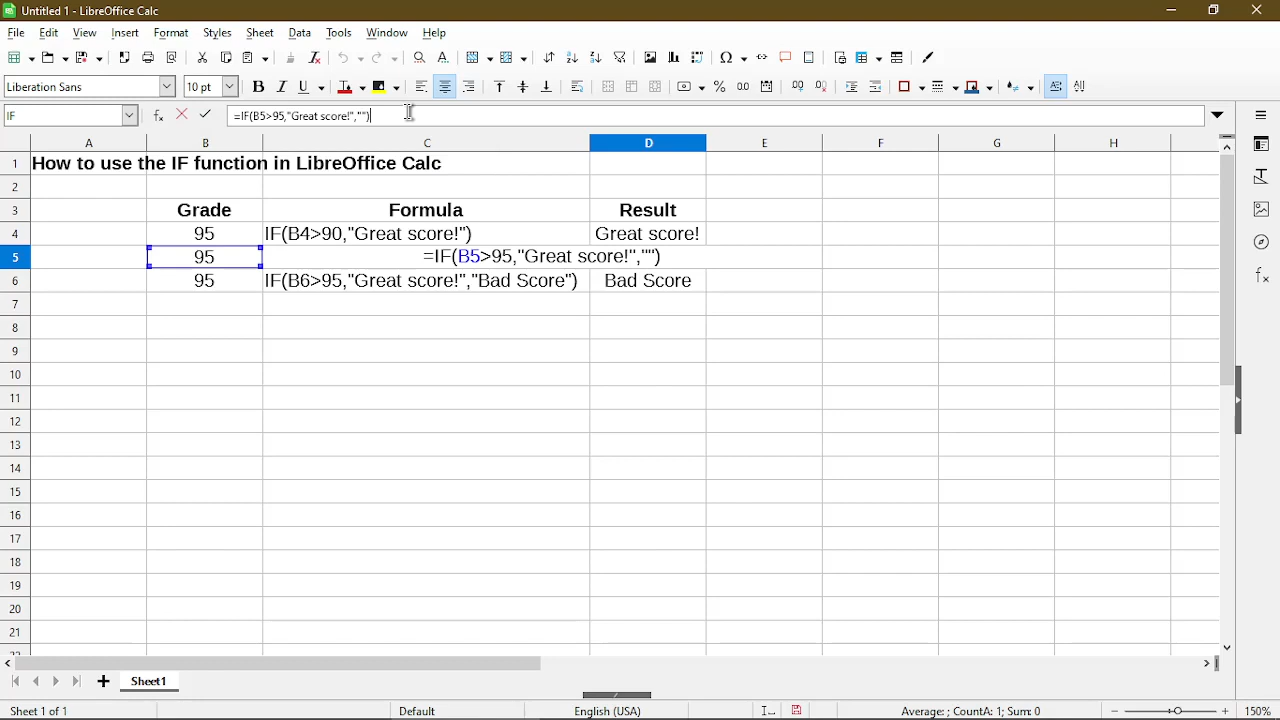 Untitled 1 - LibreOffice Calc
File Edit View Insert Format Styles Sheet Data Tools Window Help
Liberation Sans 10 pt
IF =IF(B5>95,"Great score!","")
A B C D E F G H
1 How to use the IF function in LibreOffice Calc
2
3 Grade Formula Result
4 95 IF(B4>90,"Great score!") Great score!
5 95 =IF(B5>95,"Great score!","")
6 95 IF(B6>95,"Great score!","Bad Score") Bad Score
7
8
9
10
11
12
13
14
15
16
17
18
19
20
21
Sheet1
Sheet 1 of 1 Default English (USA) Average: ; CountA: 1; Sum: 0 150%